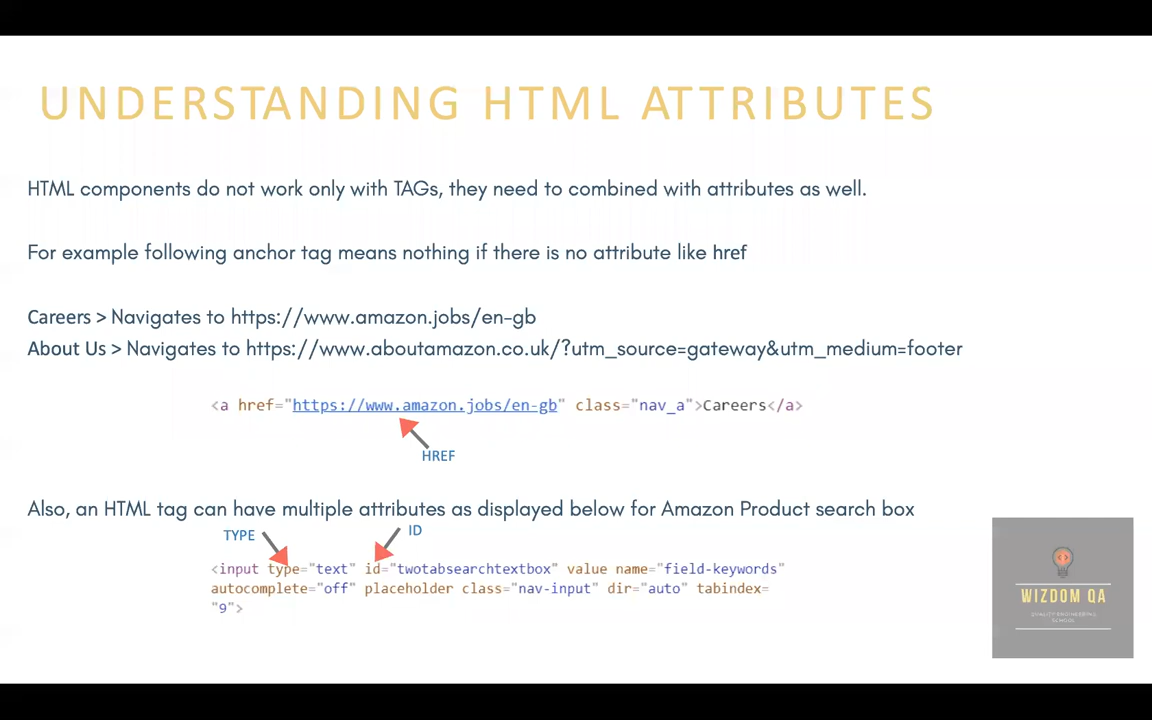 UNDERSTANDING HTML ATTRIBUTES
HTML components do not work only with TAGs, they need to combined with attributes as well.
For example following anchor tag means nothing if there is no attribute like href
Careers > Navigates to https://www.amazon.jobs/en-gb
About Us > Navigates to https://www.aboutamazon.co.uk/?utm_source=gateway&utm_medium=footer
<a href="https://www.amazon.jobs/en-gb" class="nav_a">Careers</a>
HREF
Also, an HTML tag can have multiple attributes as displayed below for Amazon Product search box
TYPE
ID
<input type="text" id="twotabsearchtextbox" value name="field-keywords"
autocomplete="off" placeholder class="nav-input" dir="auto" tabindex=
"9">
WIZDOM QA
QUALITY ENGINEERING
SCHOOL